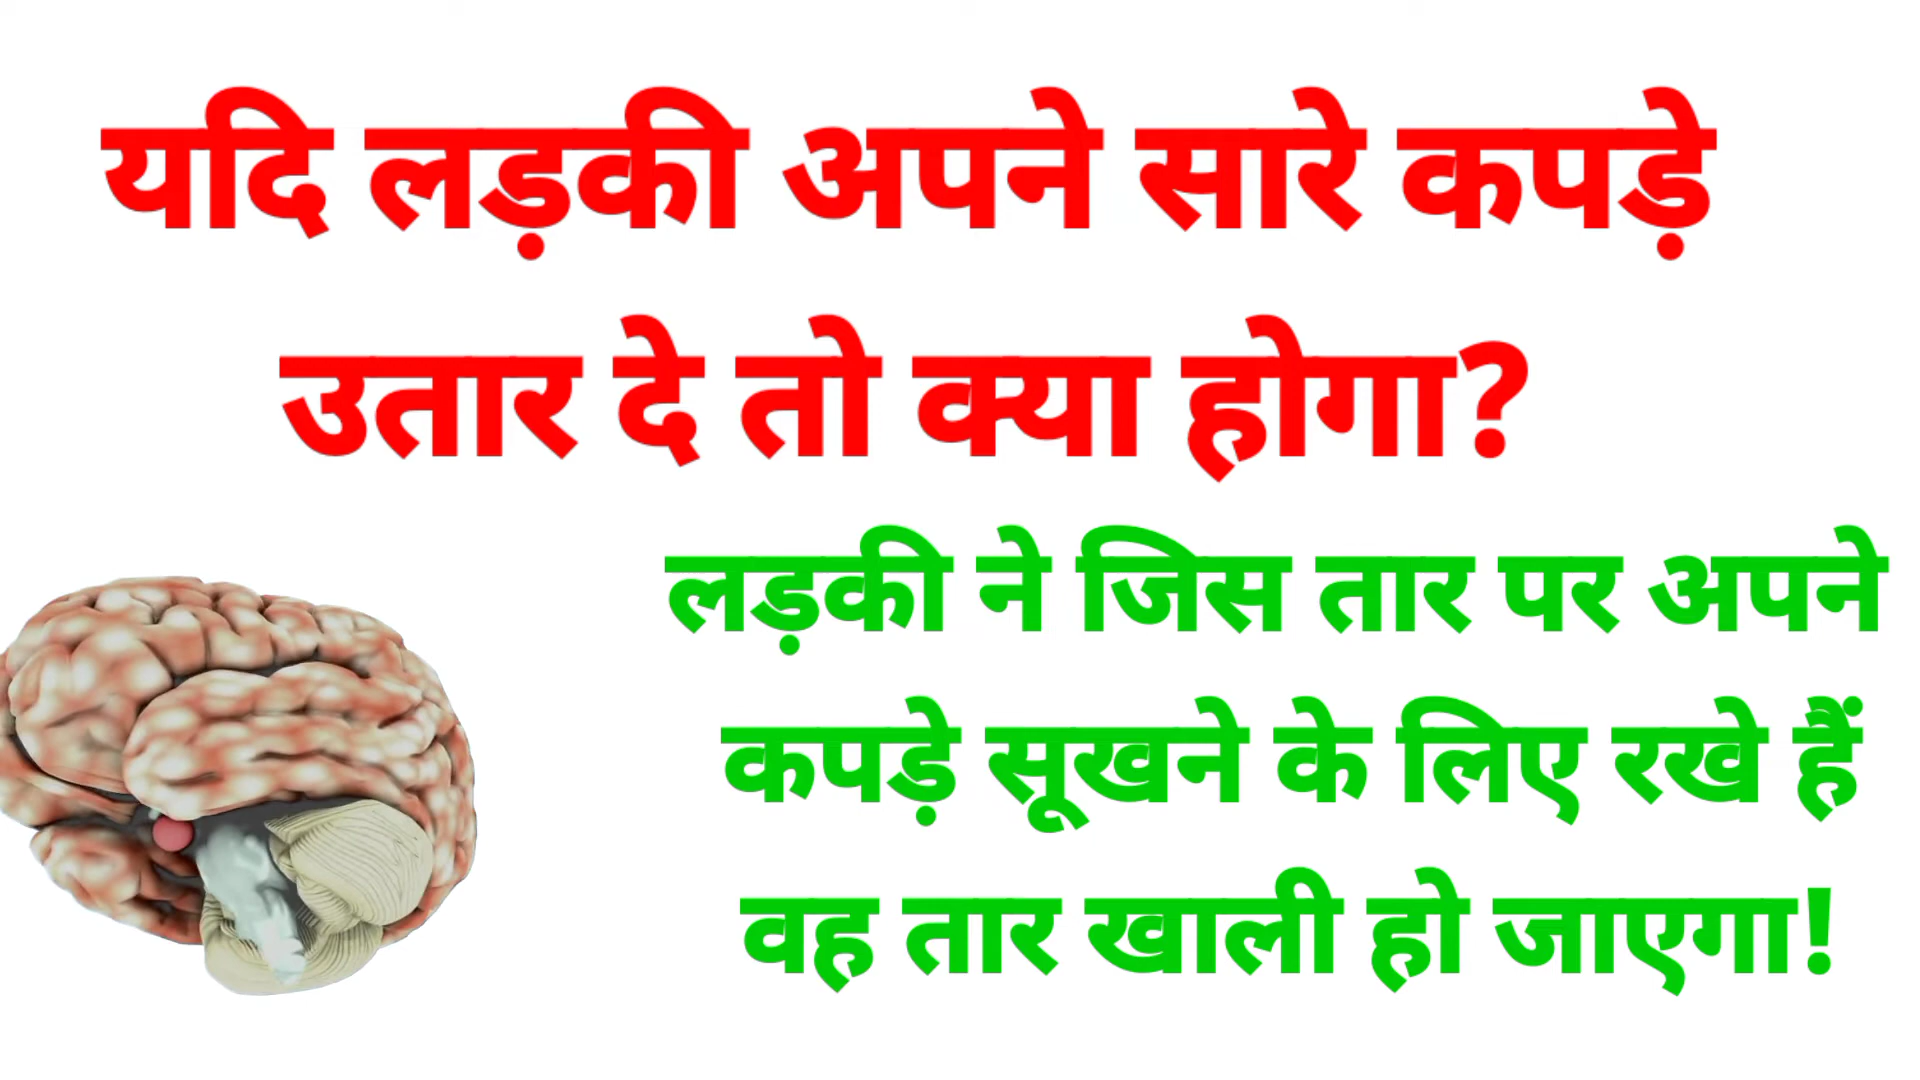 यदि लड़की अपने सारे कपड़े
उतार दे तो क्या होगा?
लड़की ने जिस तार पर अपने
कपड़े सूखने के लिए रखे हैं
वह तार खाली हो जाएगा!